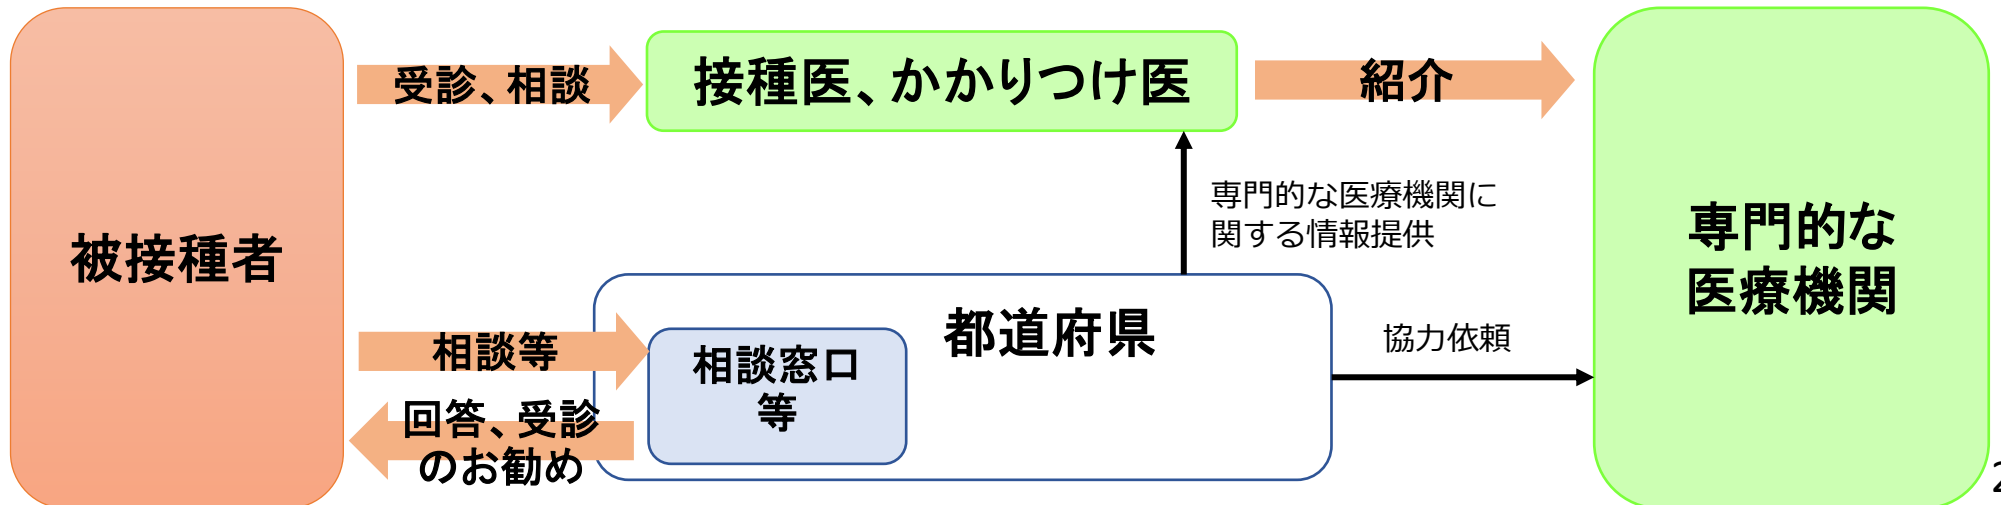 受診、相談
接種医、かかりつけ医
紹介
被接種者
専門的な医療機関に
関する情報提供
専門的な
医療機関
都道府県
相談等
相談窓口
等
協力依頼
回答、受診
のお勧め